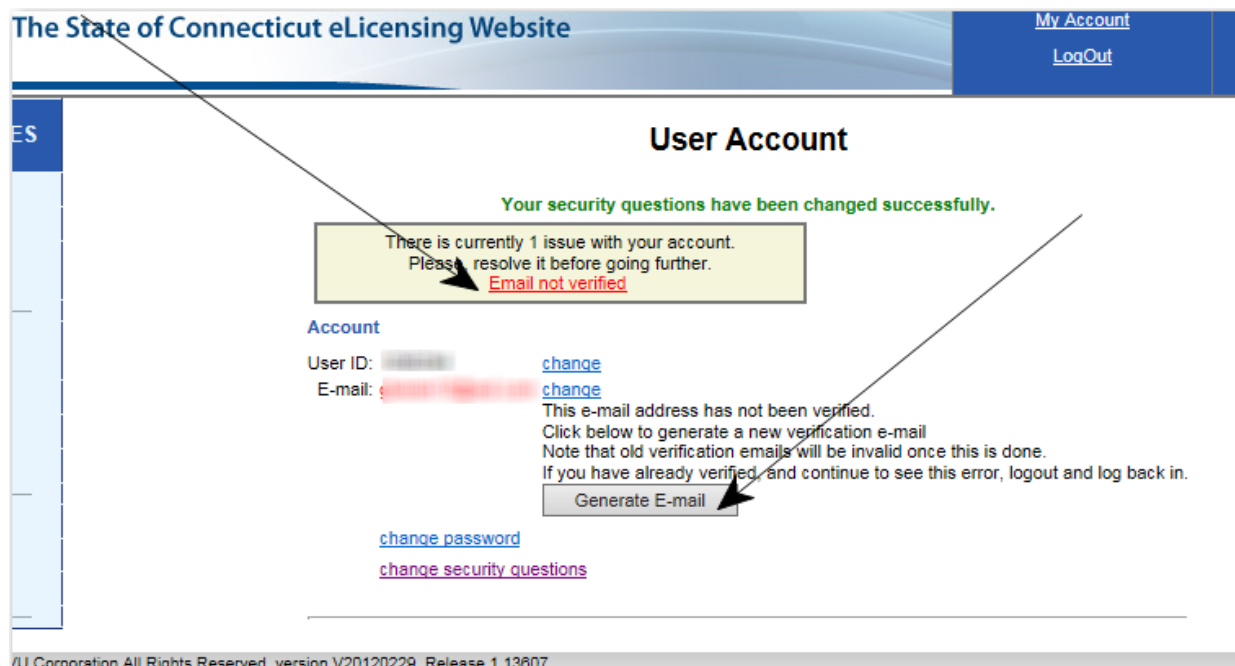 The State of Connecticut eLicensing Website
My Account
LogOut
ES
User Account
Your security questions have been changed successfully.
There is currently 1 issue with your account.
Please, resolve it before going further.
Email not verified
Account
User ID:
change
E-mail:
change
This e-mail address has not been verified.
Click below to generate a new verification e-mail
Note that old verification emails will be invalid once this is done.
If you have already verified, and continue to see this error, logout and log back in.
Generate E-mail
change password
change security questions
Corporation All Rights Reserved. version V20120229, Release 1.13607